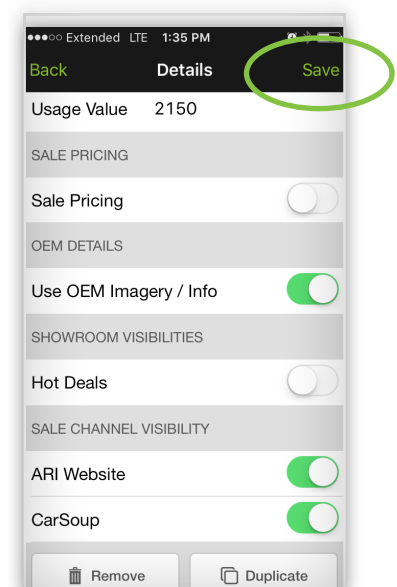 Extended LTE 1:35 PM
Back Details Save
Usage Value 2150
SALE PRICING
Sale Pricing
OEM DETAILS
Use OEM Imagery / Info
SHOWROOM VISIBILITIES
Hot Deals
SALE CHANNEL VISIBILITY
ARI Website
CarSoup
Remove Duplicate